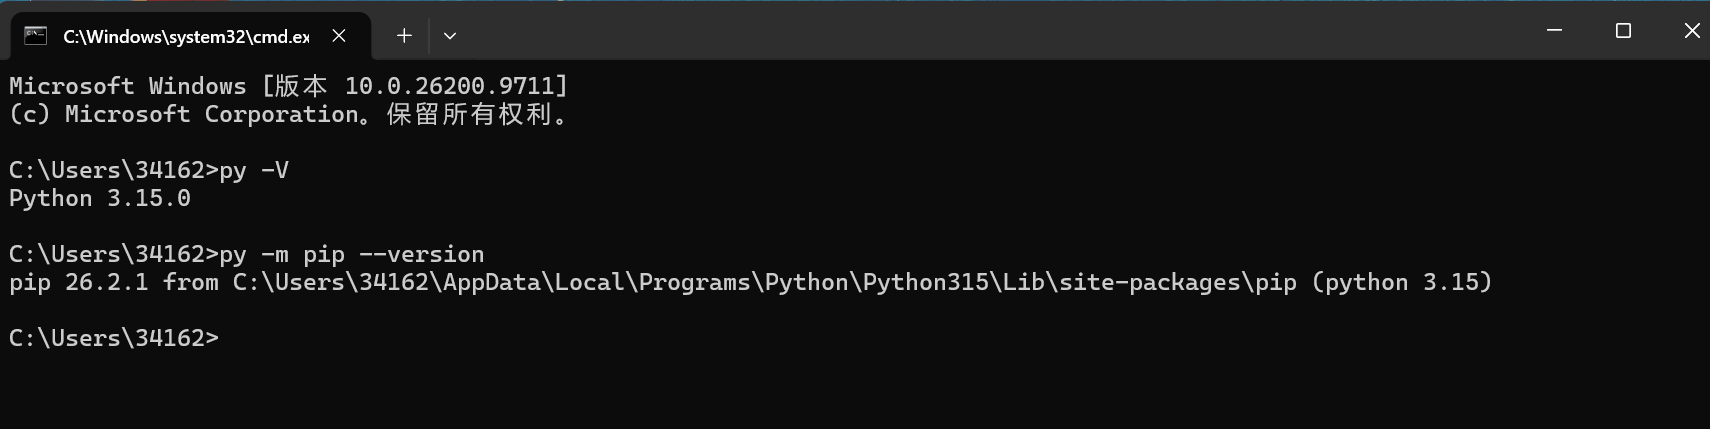 C:\Windows\system32\cmd.ex
Microsoft Windows [版本 10.0.26200.9711]
(c) Microsoft Corporation。保留所有权利。
C:\Users\34162>py -V
Python 3.15.0
C:\Users\34162>py -m pip --version
pip 26.2.1 from C:\Users\34162\AppData\Local\Programs\Python\Python315\Lib\site-packages\pip (python 3.15)
C:\Users\34162>